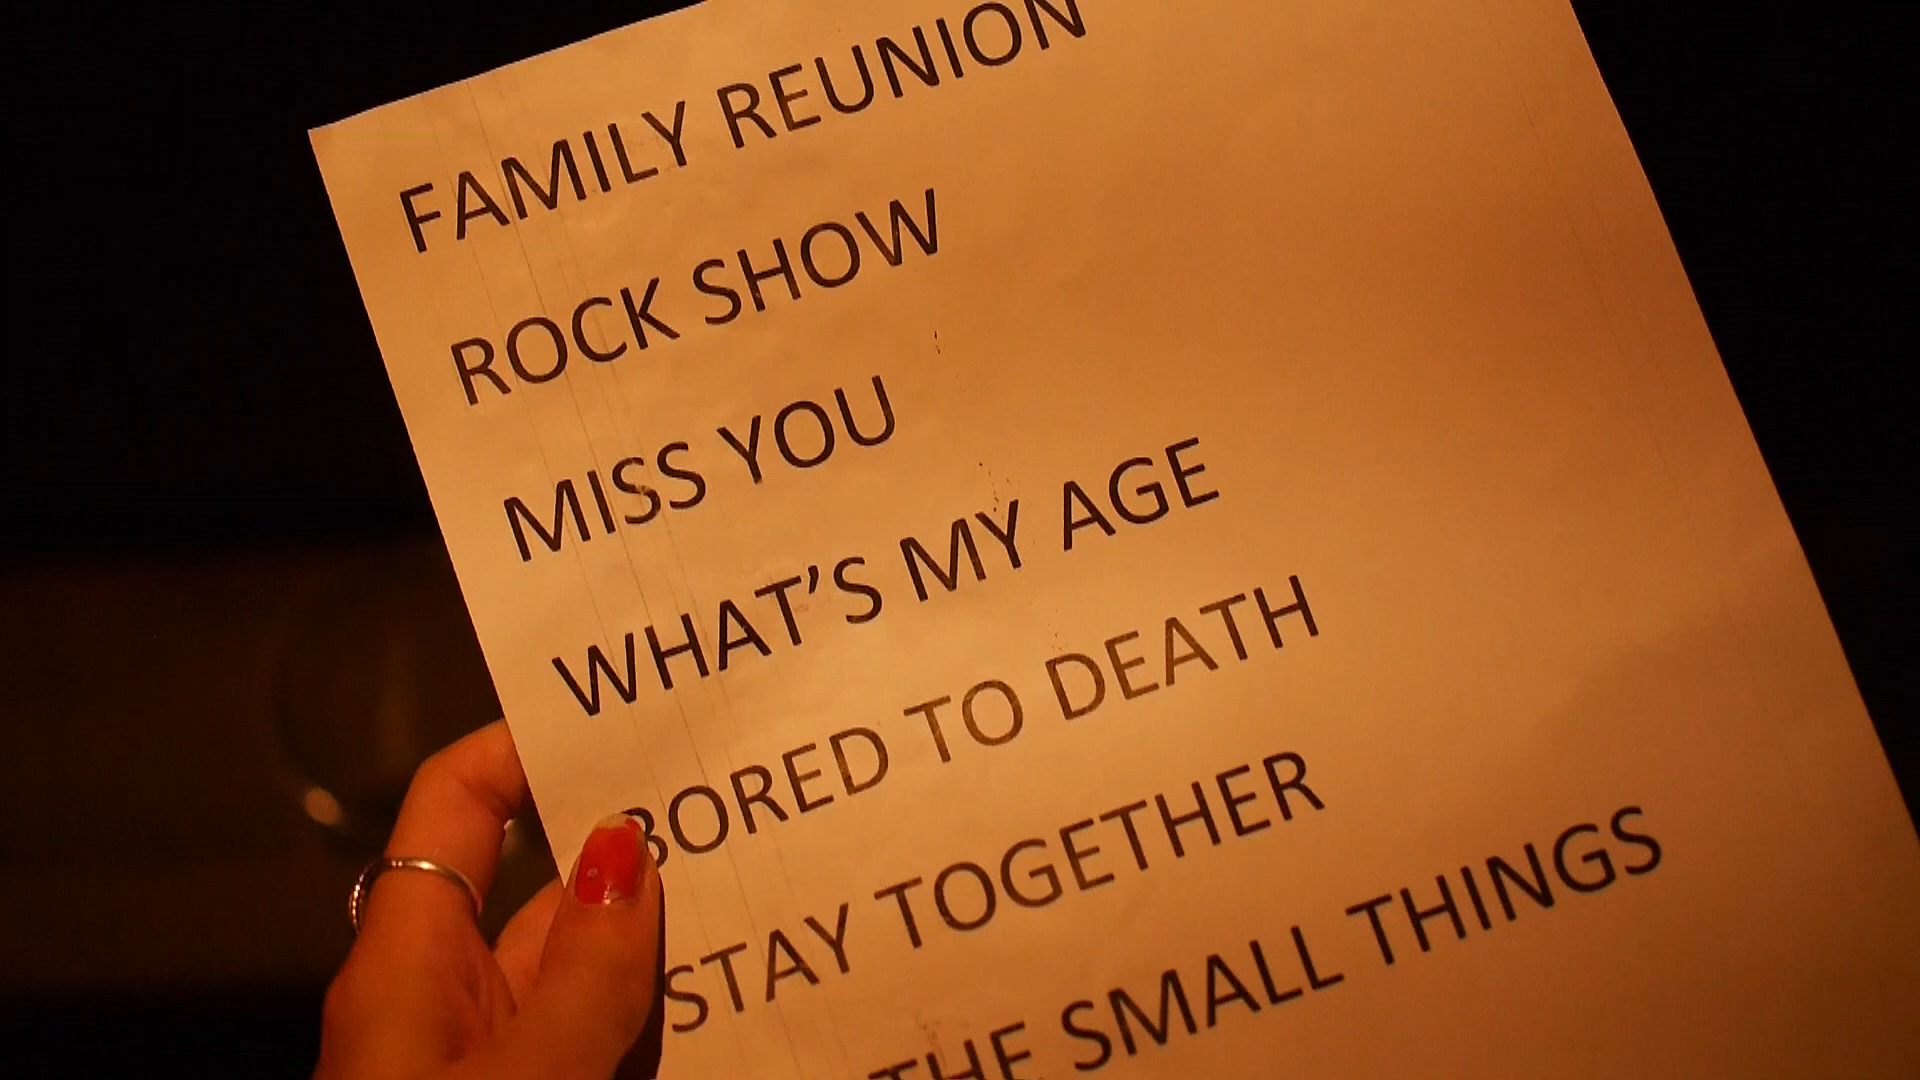 FAMILY REUNION
ROCK SHOW
MISS YOU
WHAT'S MY AGE
BORED TO DEATH
STAY TOGETHER
THE SMALL THINGS